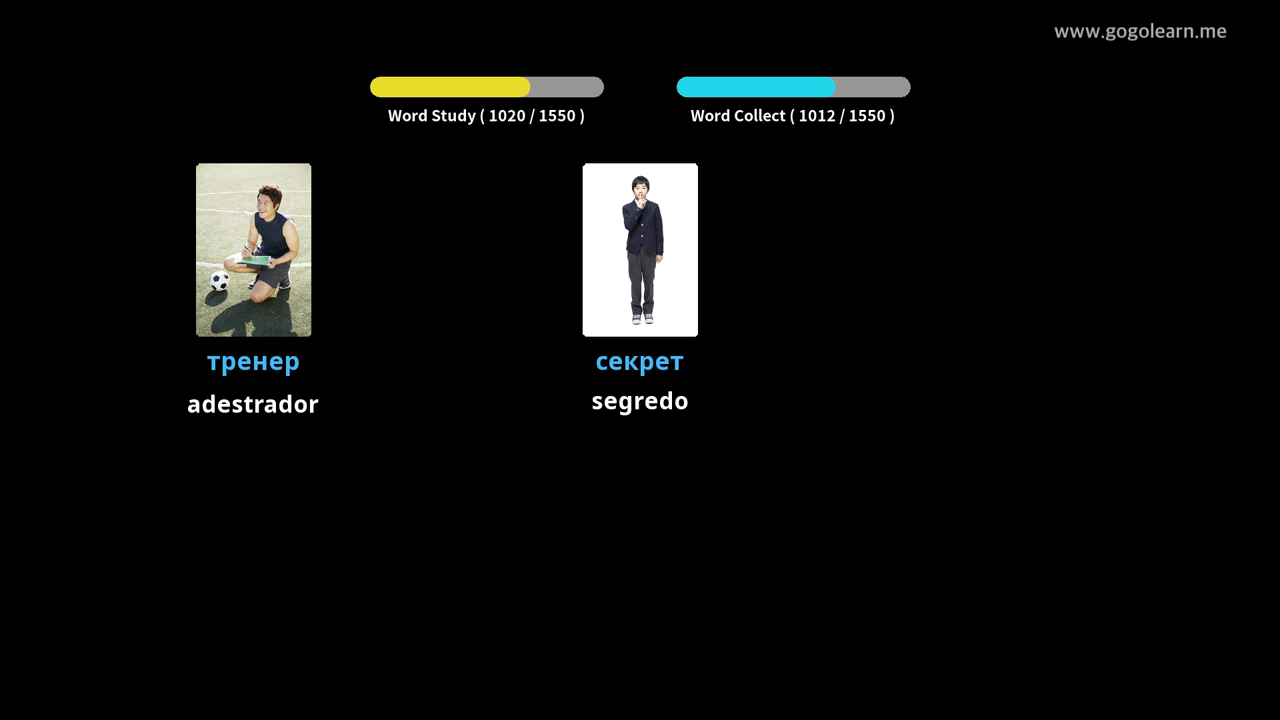 www.gogolearn.me
Word Study ( 1020 / 1550 )
Word Collect ( 1012 / 1550 )
тренер
adestrador
секрет
segredo